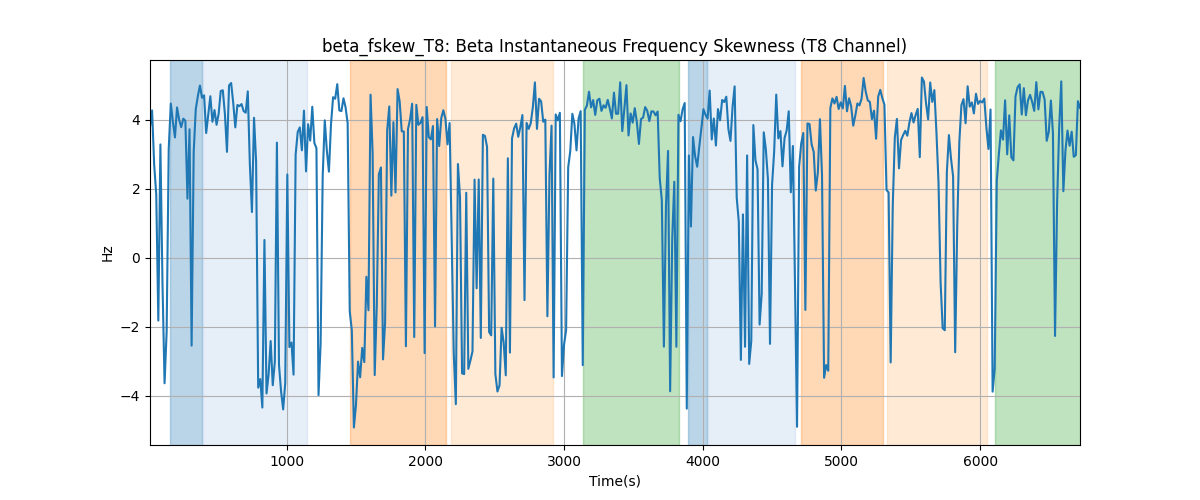 beta_fskew_T8: Beta Instantaneous Frequency Skewness (T8 Channel)
Hz
4
2
0
−2
−4
1000 2000 3000 4000 5000 6000
Time(s)